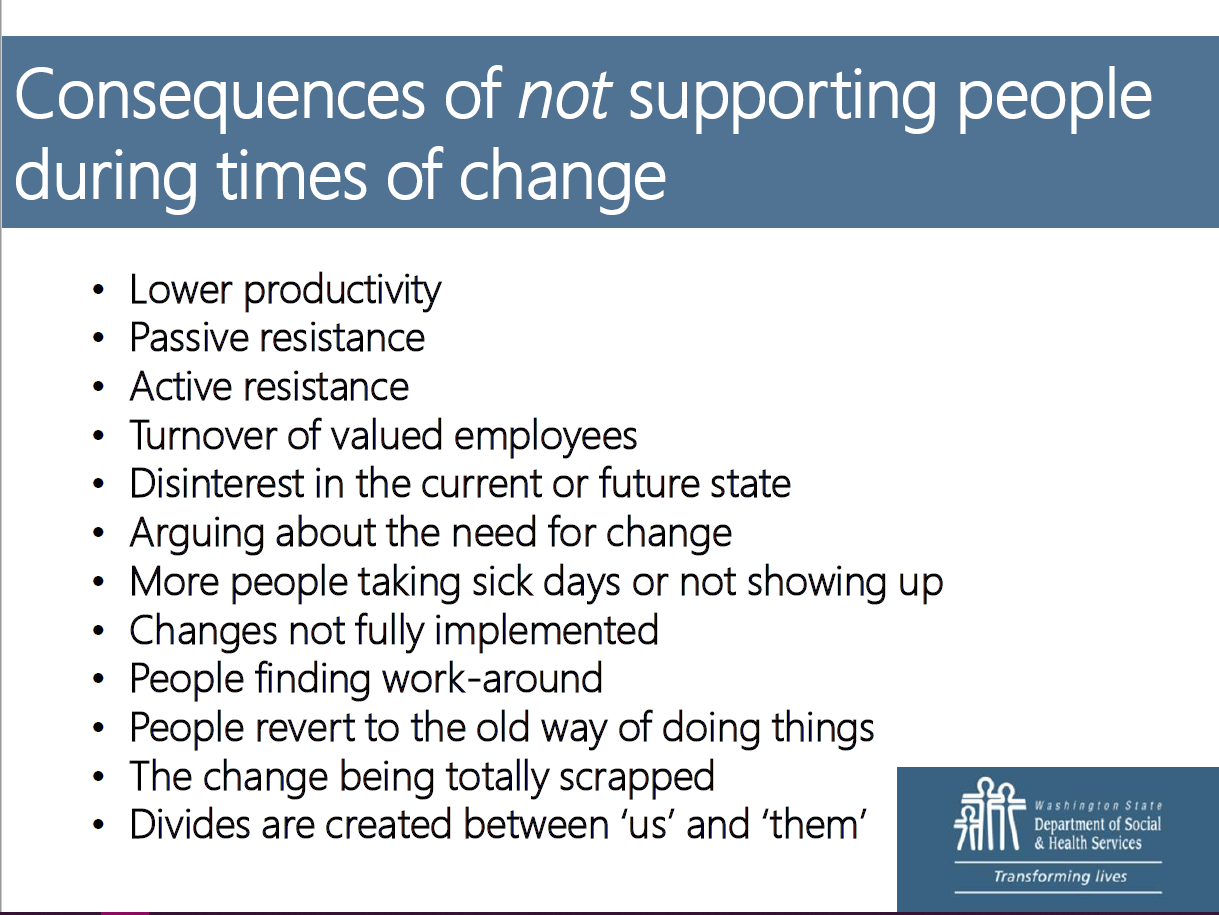 Consequences of not supporting people
during times of change
• Lower productivity
• Passive resistance
• Active resistance
• Turnover of valued employees
• Disinterest in the current or future state
• Arguing about the need for change
• More people taking sick days or not showing up
• Changes not fully implemented
• People finding work-around
• People revert to the old way of doing things
• The change being totally scrapped
• Divides are created between ‘us’ and ‘them’
Washington State
Department of Social
& Health Services
Transforming lives